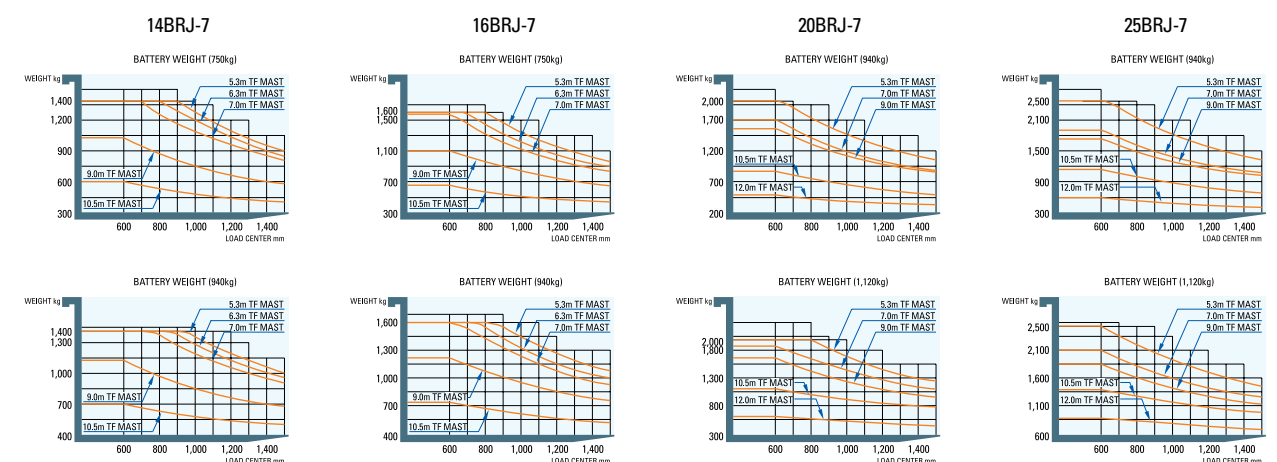 14BRJ-7
BATTERY WEIGHT (750kg)
WEIGHT kg
5.3m TF MAST
6.3m TF MAST
7.0m TF MAST
1,400
1,200
900
9.0m TF MAST
600
10.5m TF MAST
300
600 800 1,000 1,200 1,400
LOAD CENTER mm
BATTERY WEIGHT (940kg)
WEIGHT kg
5.3m TF MAST
6.3m TF MAST
7.0m TF MAST
1,400
1,300
1,000
9.0m TF MAST
700
10.5m TF MAST
400
600 800 1,000 1,200 1,400
LOAD CENTER mm
16BRJ-7
BATTERY WEIGHT (750kg)
WEIGHT kg
5.3m TF MAST
6.3m TF MAST
7.0m TF MAST
1,600
1,500
1,100
9.0m TF MAST
700
10.5m TF MAST
300
600 800 1,000 1,200 1,400
LOAD CENTER mm
BATTERY WEIGHT (940kg)
WEIGHT kg
5.3m TF MAST
6.3m TF MAST
7.0m TF MAST
1,600
1,300
1,000
9.0m TF MAST
700
10.5m TF MAST
400
600 800 1,000 1,200 1,400
LOAD CENTER mm
20BRJ-7
BATTERY WEIGHT (940kg)
WEIGHT kg
5.3m TF MAST
7.0m TF MAST
9.0m TF MAST
2,000
1,700
1,200
10.5m TF MAST
700
12.0m TF MAST
200
600 800 1,000 1,200 1,400
LOAD CENTER mm
BATTERY WEIGHT (1,120kg)
WEIGHT kg
5.3m TF MAST
7.0m TF MAST
9.0m TF MAST
2,000
1,800
1,300
10.5m TF MAST
12.0m TF MAST
800
300
600 800 1,000 1,200 1,400
LOAD CENTER mm
25BRJ-7
BATTERY WEIGHT (940kg)
WEIGHT kg
5.3m TF MAST
7.0m TF MAST
9.0m TF MAST
2,500
2,100
1,500
10.5m TF MAST
900
12.0m TF MAST
300
600 800 1,000 1,200 1,400
LOAD CENTER mm
BATTERY WEIGHT (1,120kg)
WEIGHT kg
5.3m TF MAST
7.0m TF MAST
9.0m TF MAST
2,500
2,100
1,600
10.5m TF MAST
12.0m TF MAST
1,100
600
600 800 1,000 1,200 1,400
LOAD CENTER mm